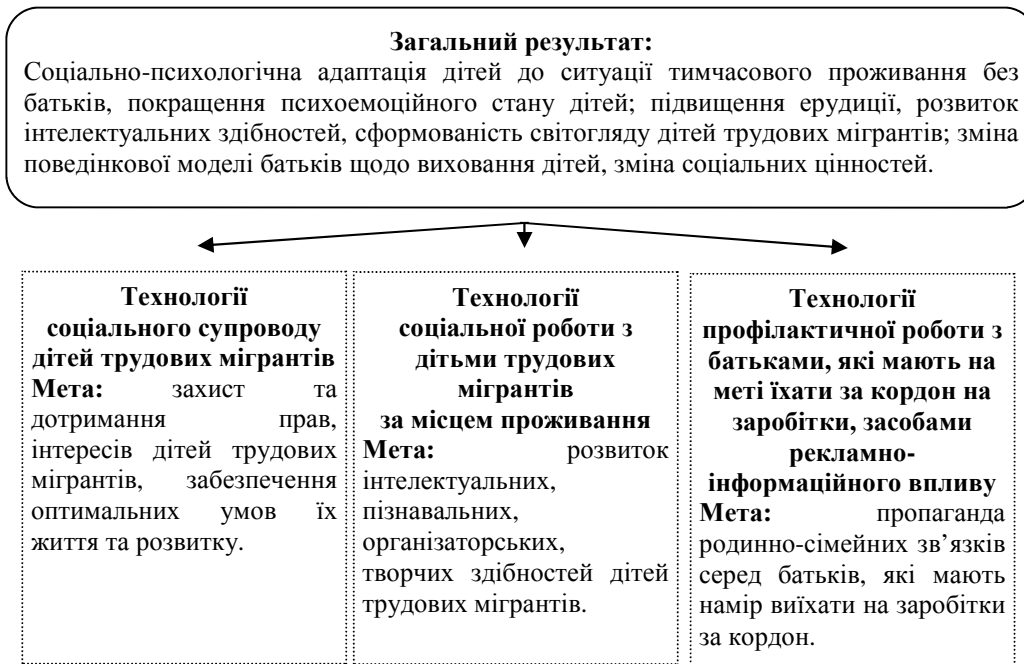 Загальний результат:
Соціально-психологічна адаптація дітей до ситуації тимчасового проживання без
батьків, покращення психоемоційного стану дітей; підвищення ерудиції, розвиток
інтелектуальних здібностей, сформованість світогляду дітей трудових мігрантів; зміна
поведінкової моделі батьків щодо виховання дітей, зміна соціальних цінностей.
Технології
соціального супроводу
дітей трудових мігрантів
Мета: захист та
дотримання прав,
інтересів дітей трудових
мігрантів, забезпечення
оптимальних умов їх
життя та розвитку.
Технології
соціальної роботи з
дітьми трудових
мігрантів
за місцем проживання
Мета: розвиток
інтелектуальних,
пізнавальних,
організаторських,
творчих здібностей дітей
трудових мігрантів.
Технології
профілактичної роботи з
батьками, які мають на
меті їхати за кордон на
заробітки, засобами
рекламно-
інформаційного впливу
Мета: пропаганда
родинно-сімейних зв’язків
серед батьків, які мають
намір виїхати на заробітки
за кордон.